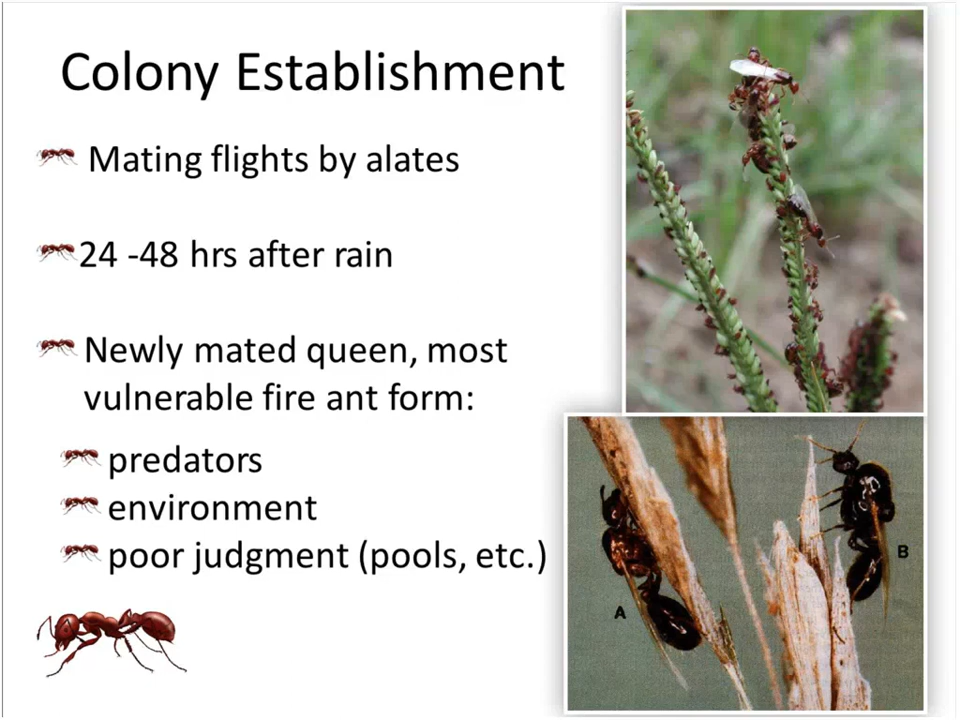 Colony Establishment
Mating flights by alates
24 -48 hrs after rain
Newly mated queen, most
vulnerable fire ant form:
predators
environment
poor judgment (pools, etc.)
A
B